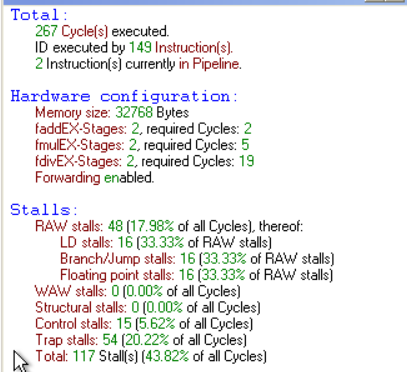 Total:
267 Cycle(s) executed.
ID executed by 149 Instruction(s).
2 Instruction(s) currently in Pipeline.
Hardware configuration:
Memory size: 32768 Bytes
faddEX-Stages: 2, required Cycles: 2
fmulEX-Stages: 2, required Cycles: 5
fdivEX-Stages: 2, required Cycles: 19
Forwarding enabled.
Stalls:
RAW stalls: 48 (17.98% of all Cycles), thereof:
LD stalls: 16 (33.33% of RAW stalls)
Branch/Jump stalls: 16 (33.33% of RAW stalls)
Floating point stalls: 16 (33.33% of RAW stalls)
WAW stalls: 0 (0.00% of all Cycles)
Structural stalls: 0 (0.00% of all Cycles)
Control stalls: 15 (5.62% of all Cycles)
Trap stalls: 54 (20.22% of all Cycles)
Total: 117 Stall(s) (43.82% of all Cycles)